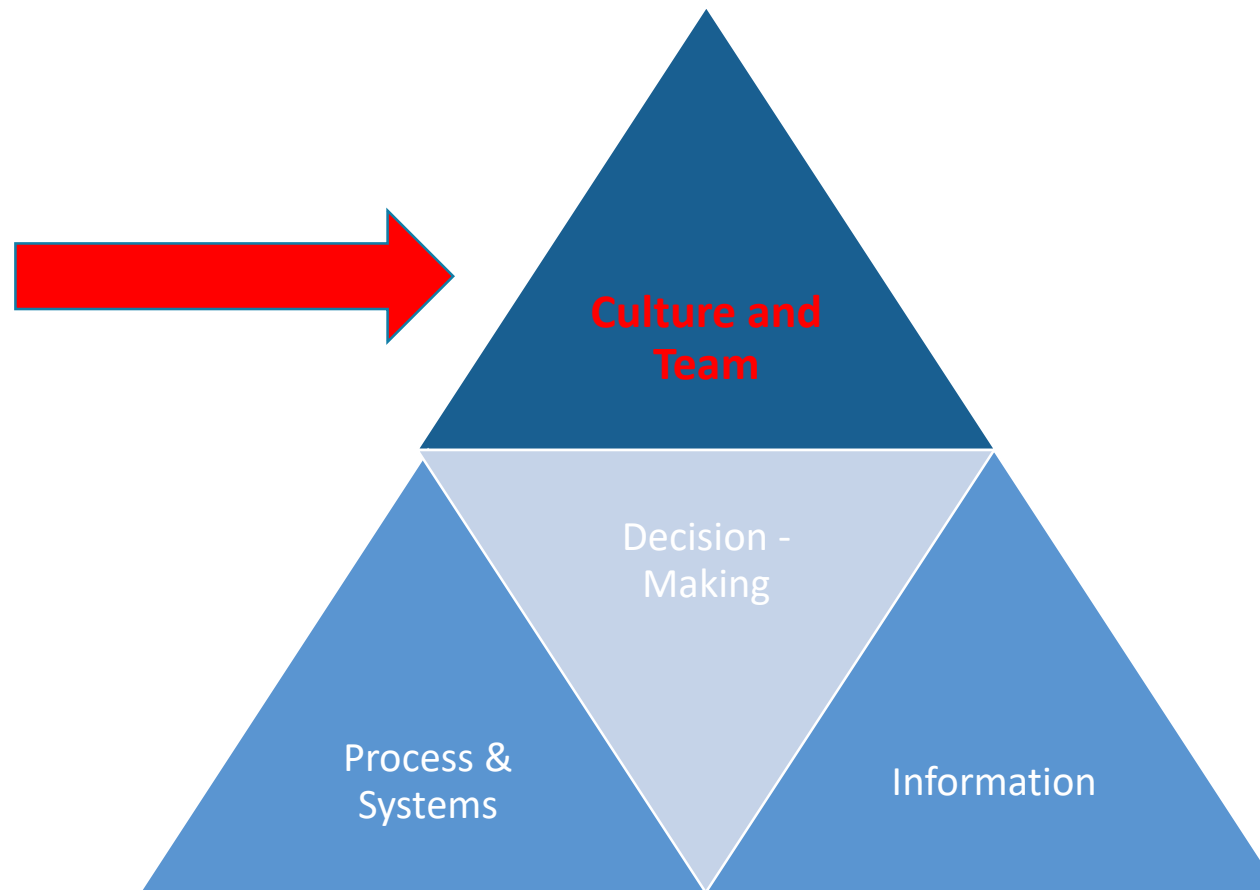 Culture and
Team
Decision -
Making
Process &
Systems
Information